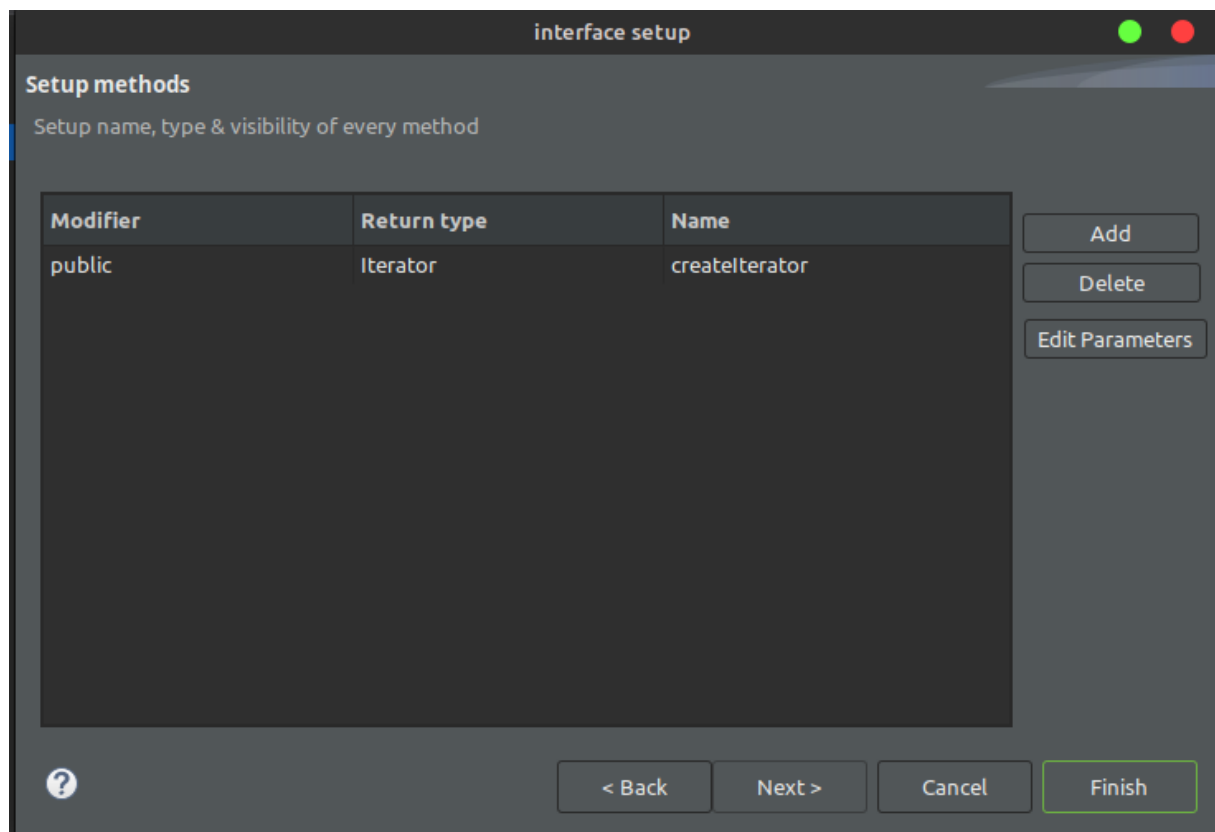 interface setup
Setup methods
Setup name, type & visibility of every method
Modifier Return type Name
public Iterator createIterator
Add
Delete
Edit Parameters
?
< Back Next > Cancel Finish